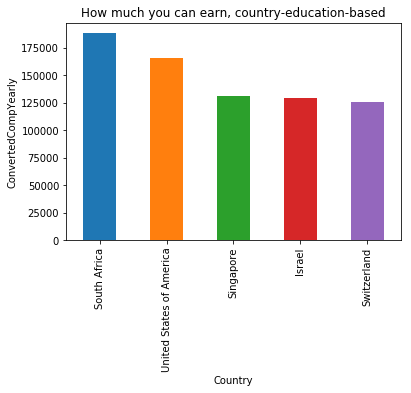 How much you can earn, country-education-based
ConvertedCompYearly
175000
150000
125000
100000
75000
50000
25000
0
South Africa
United States of America
Singapore
Israel
Switzerland
Country